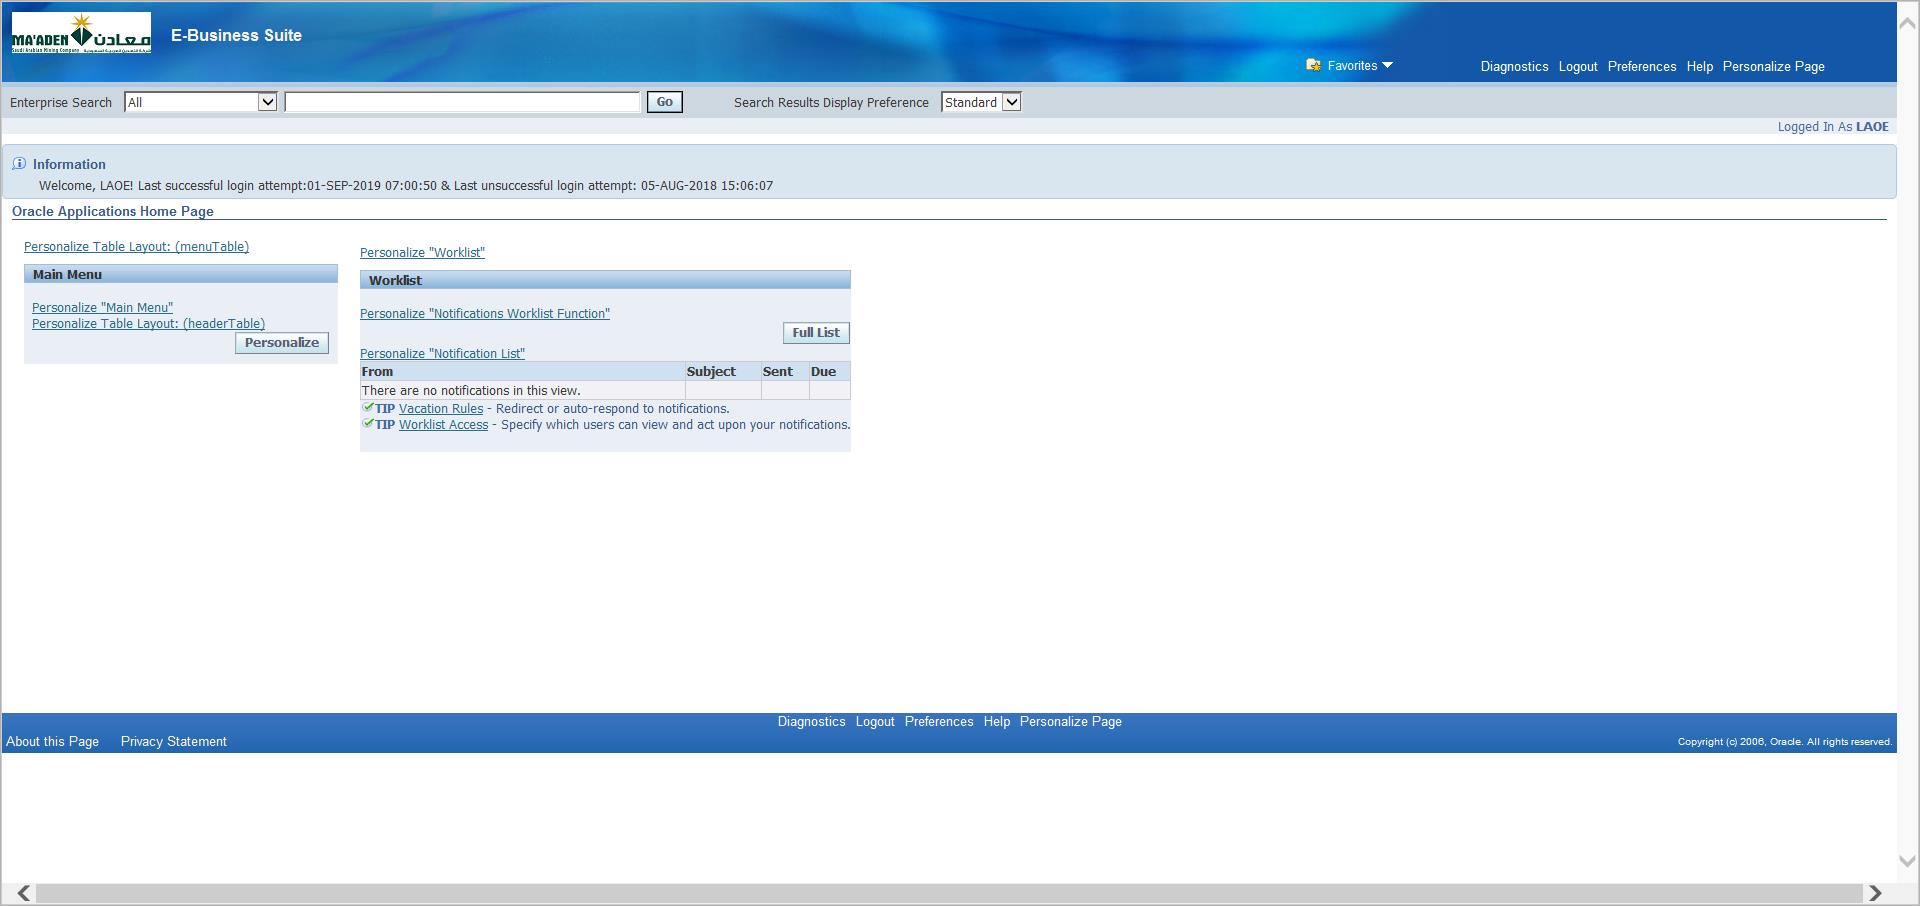 MA'ADEN معادن
Saudi Arabian Mining Company شركة التعدين العربية السعودية
E-Business Suite
Favorites
Diagnostics Logout Preferences Help Personalize Page
Enterprise Search All Go Search Results Display Preference Standard
Logged In As LAOE
Information
Welcome, LAOE! Last successful login attempt:01-SEP-2019 07:00:50 & Last unsuccessful login attempt: 05-AUG-2018 15:06:07
Oracle Applications Home Page
Personalize Table Layout: (menuTable)
Main Menu
Personalize "Main Menu"
Personalize Table Layout: (headerTable)
Personalize
Personalize "Worklist"
Worklist
Personalize "Notifications Worklist Function"
Full List
Personalize "Notification List"
From Subject Sent Due
There are no notifications in this view.
TIP Vacation Rules - Redirect or auto-respond to notifications.
TIP Worklist Access - Specify which users can view and act upon your notifications.
Diagnostics Logout Preferences Help Personalize Page
About this Page Privacy Statement
Copyright (c) 2006, Oracle. All rights reserved.